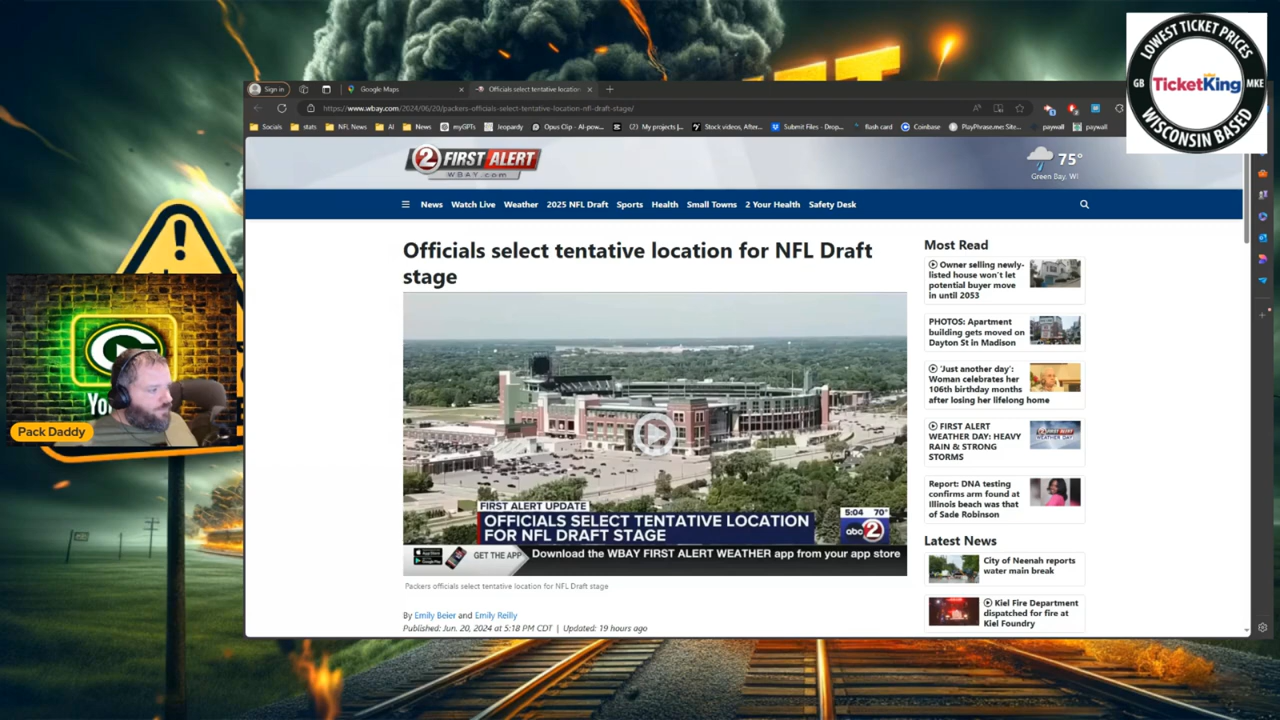 LOWEST TICKET PRICES
GB TicketKing MKE
WISCONSIN BASED
Sign in
Google Maps
Officials select tentative location
https://www.wbay.com/2024/06/20/packers-officials-select-tentative-location-nfl-draft-stage/
Socials
stats
NFL News
AI
News
myGPTs
Jeopardy
Opus Clip - AI-pow...
(2) My projects |...
Stock videos, After...
Submit Files - Drop...
flash card
Coinbase
PlayPhrase.me: Site...
paywall
paywall
2 FIRST ALERT
WBAY.com
75°
Green Bay, WI
News Watch Live Weather 2025 NFL Draft Sports Health Small Towns 2 Your Health Safety Desk
Officials select tentative location for NFL Draft
stage
FIRST ALERT UPDATE
OFFICIALS SELECT TENTATIVE LOCATION
FOR NFL DRAFT STAGE
5:04 70°
abc 2
GET THE APP
Download the WBAY FIRST ALERT WEATHER app from your app store
Packers officials select tentative location for NFL Draft stage
By Emily Beier and Emily Reilly
Published: Jun. 20, 2024 at 5:18 PM CDT | Updated: 19 hours ago
Most Read
Owner selling newly-
listed house won't let
potential buyer move
in until 2053
PHOTOS: Apartment
building gets moved on
Dayton St in Madison
'Just another day':
Woman celebrates her
106th birthday months
after losing her lifelong home
FIRST ALERT
WEATHER DAY: HEAVY
RAIN & STRONG
STORMS
Report: DNA testing
confirms arm found at
Illinois beach was that
of Sade Robinson
Latest News
City of Neenah reports
water main break
Kiel Fire Department
dispatched for fire at
Kiel Foundry
G
You
Pack Daddy